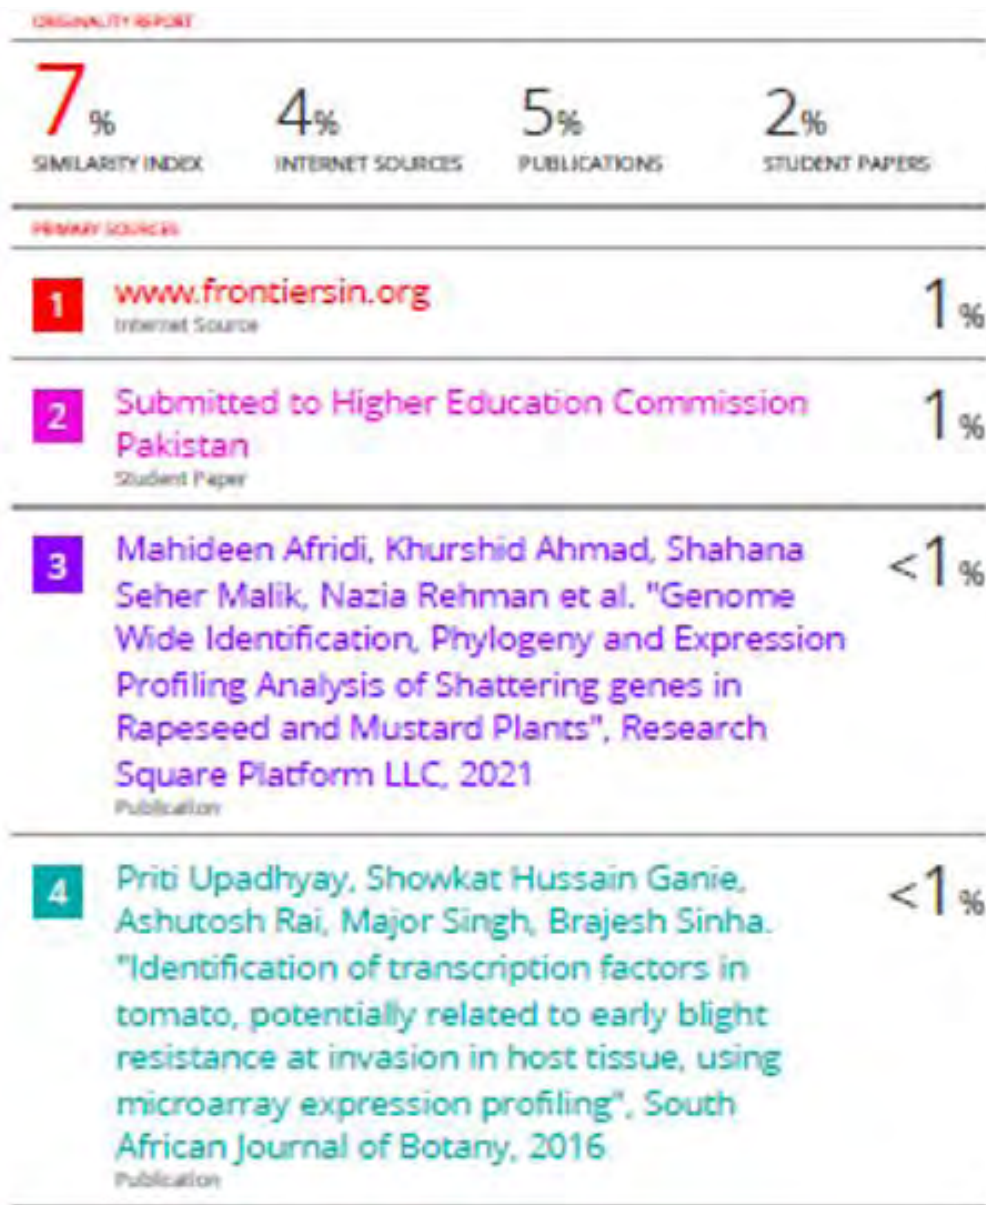 ORIGINALITY REPORT
7%
SIMILARITY INDEX
4%
INTERNET SOURCES
5%
PUBLICATIONS
2%
STUDENT PAPERS
PRIMARY SOURCES
1
www.frontiersin.org
Internet Source
1%
2
Submitted to Higher Education Commission
Pakistan
Student Paper
1%
3
Mahideen Afridi, Khurshid Ahmad, Shahana
Seher Malik, Nazia Rehman et al. "Genome
Wide Identification, Phylogeny and Expression
Profiling Analysis of Shattering genes in
Rapeseed and Mustard Plants", Research
Square Platform LLC, 2021
Publication
<1%
4
Priti Upadhyay, Showkat Hussain Ganie,
Ashutosh Rai, Major Singh, Brajesh Sinha.
"Identification of transcription factors in
tomato, potentially related to early blight
resistance at invasion in host tissue, using
microarray expression profiling", South
African Journal of Botany, 2016
Publication
<1%